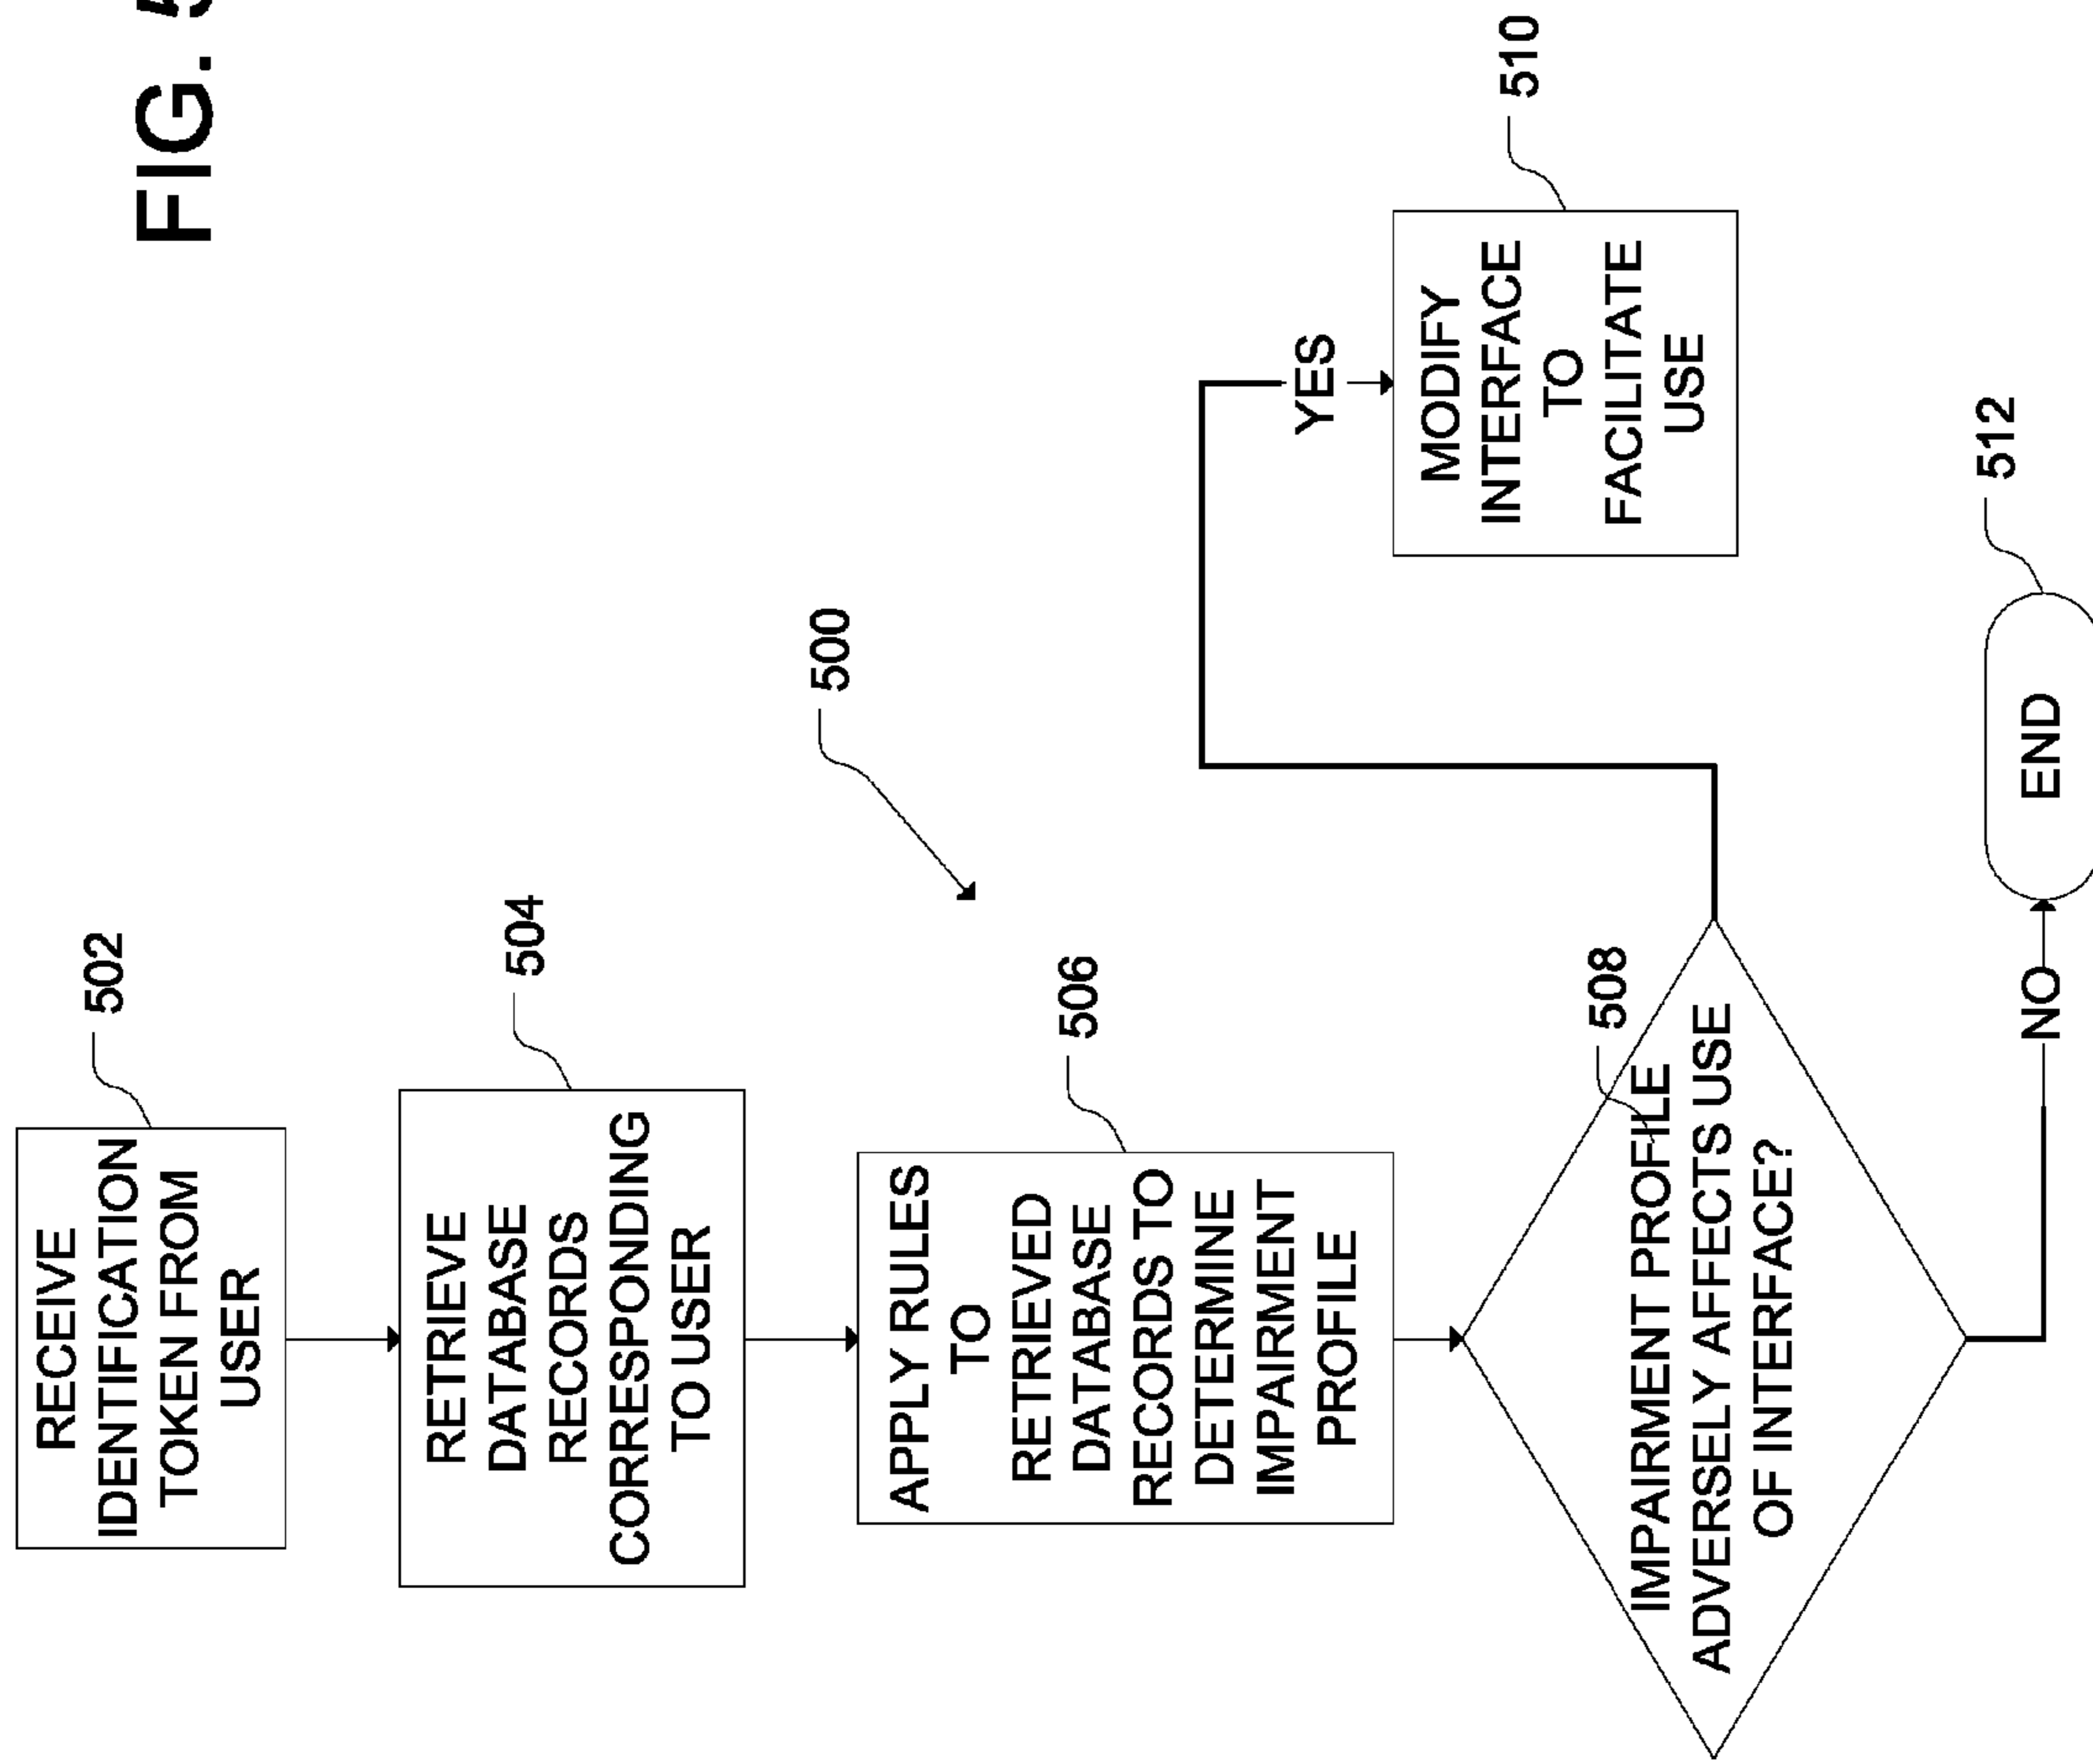 FIG.
502
RECEIVE
IDENTIFICATION
TOKEN FROM
USER
504
RETRIEVE
DATABASE
RECORDS
CORRESPONDING
TO USER
500
506
APPLY RULES
TO
RETRIEVED
DATABASE
RECORDS TO
DETERMINE
IMPAIRMENT
PROFILE
508
IMPAIRMENT PROFILE
ADVERSELY AFFECTS USE
OF INTERFACE?
YES
510
MODIFY
INTERFACE
TO
FACILITATE
USE
NO
512
END